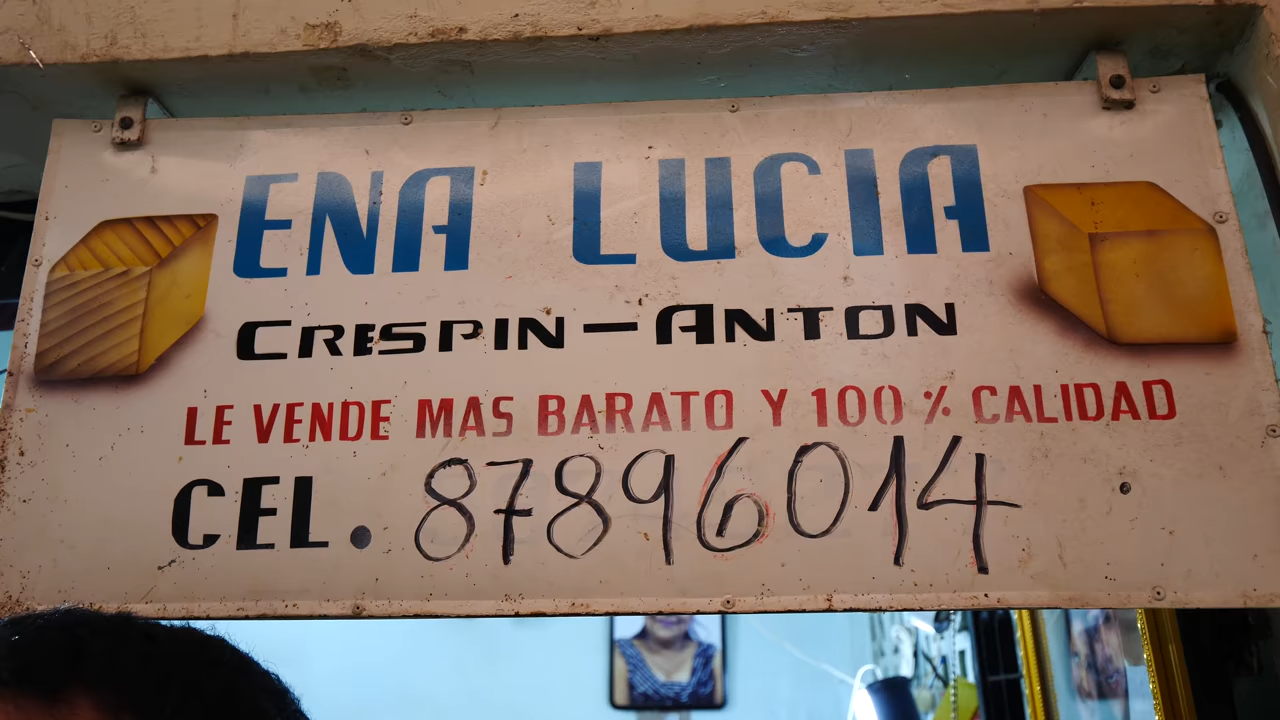 ENA LUCIA
CRESPIN-ANTON
LE VENDE MAS BARATO Y 100% CALIDAD
CEL. 87896014